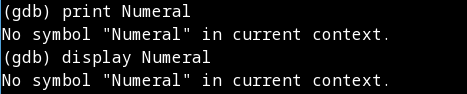 (gdb) print Numeral
No symbol "Numeral" in current context.
(gdb) display Numeral
No symbol "Numeral" in current context.